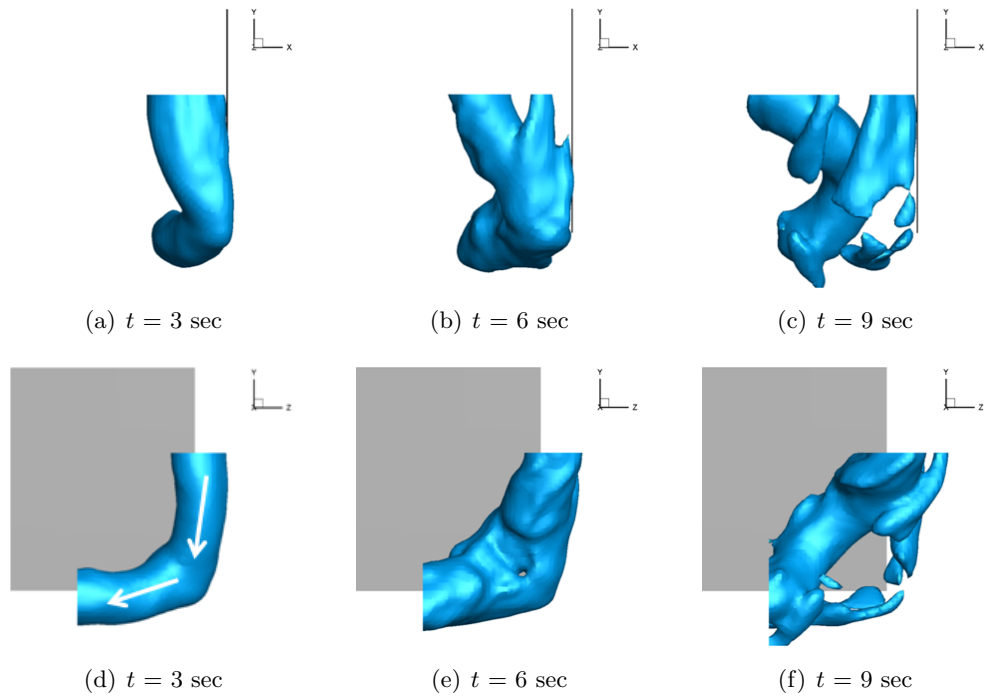 Y
Z X
Y
Z X
Y
Z X
(a) t = 3 sec
(b) t = 6 sec
(c) t = 9 sec
Y
X Z
Y
X Z
Y
X Z
(d) t = 3 sec
(e) t = 6 sec
(f) t = 9 sec